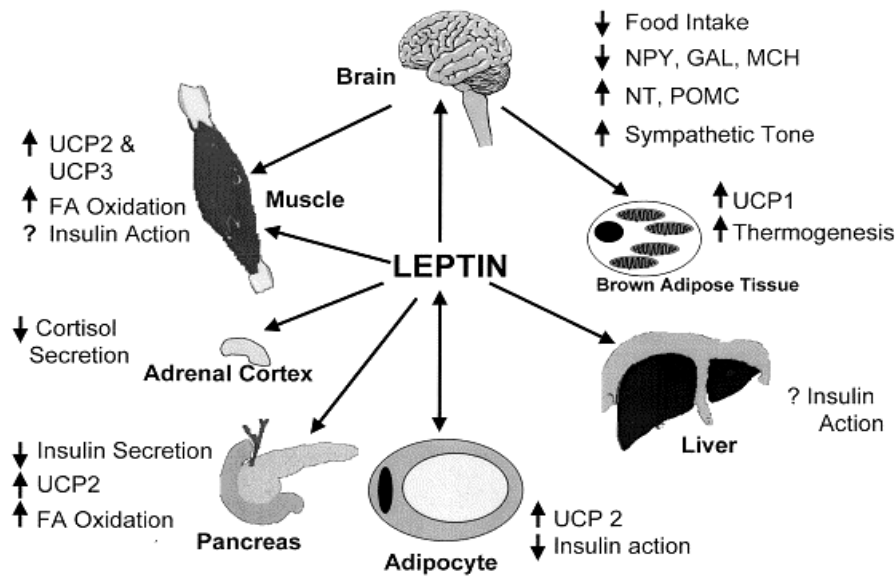 Brain
↓ Food Intake
↓ NPY, GAL, MCH
↑ NT, POMC
↑ Sympathetic Tone
↑ UCP2 &
UCP3
↑ FA Oxidation
? Insulin Action
Muscle
↑ UCP1
↑ Thermogenesis
Brown Adipose Tissue
LEPTIN
↓ Cortisol
Secretion
Adrenal Cortex
? Insulin
Action
Liver
↓ Insulin Secretion
↑ UCP2
↑ FA Oxidation
Pancreas
Adipocyte
↑ UCP 2
↓ Insulin action